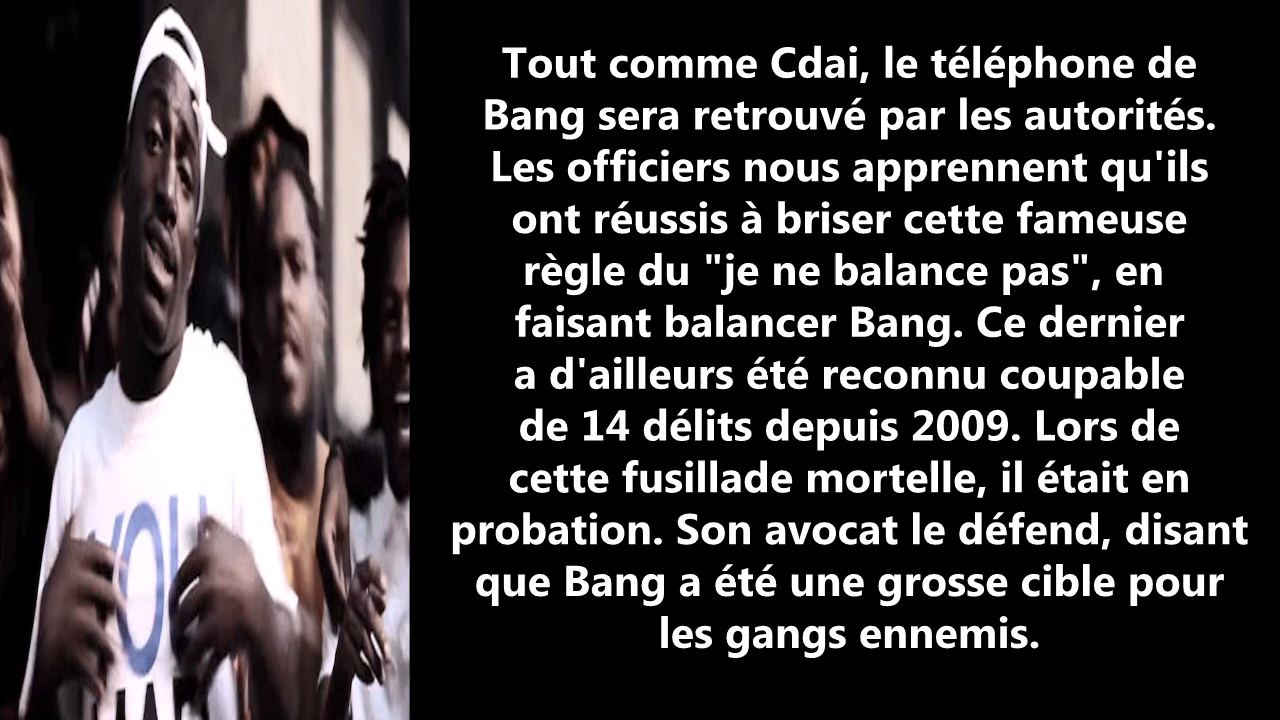 Tout comme Cdai, le téléphone de
Bang sera retrouvé par les autorités.
Les officiers nous apprennent qu'ils
ont réussis à briser cette fameuse
règle du "je ne balance pas", en
faisant balancer Bang. Ce dernier
a d'ailleurs été reconnu coupable
de 14 délits depuis 2009. Lors de
cette fusillade mortelle, il était en
probation. Son avocat le défend, disant
que Bang a été une grosse cible pour
les gangs ennemis.
YOU